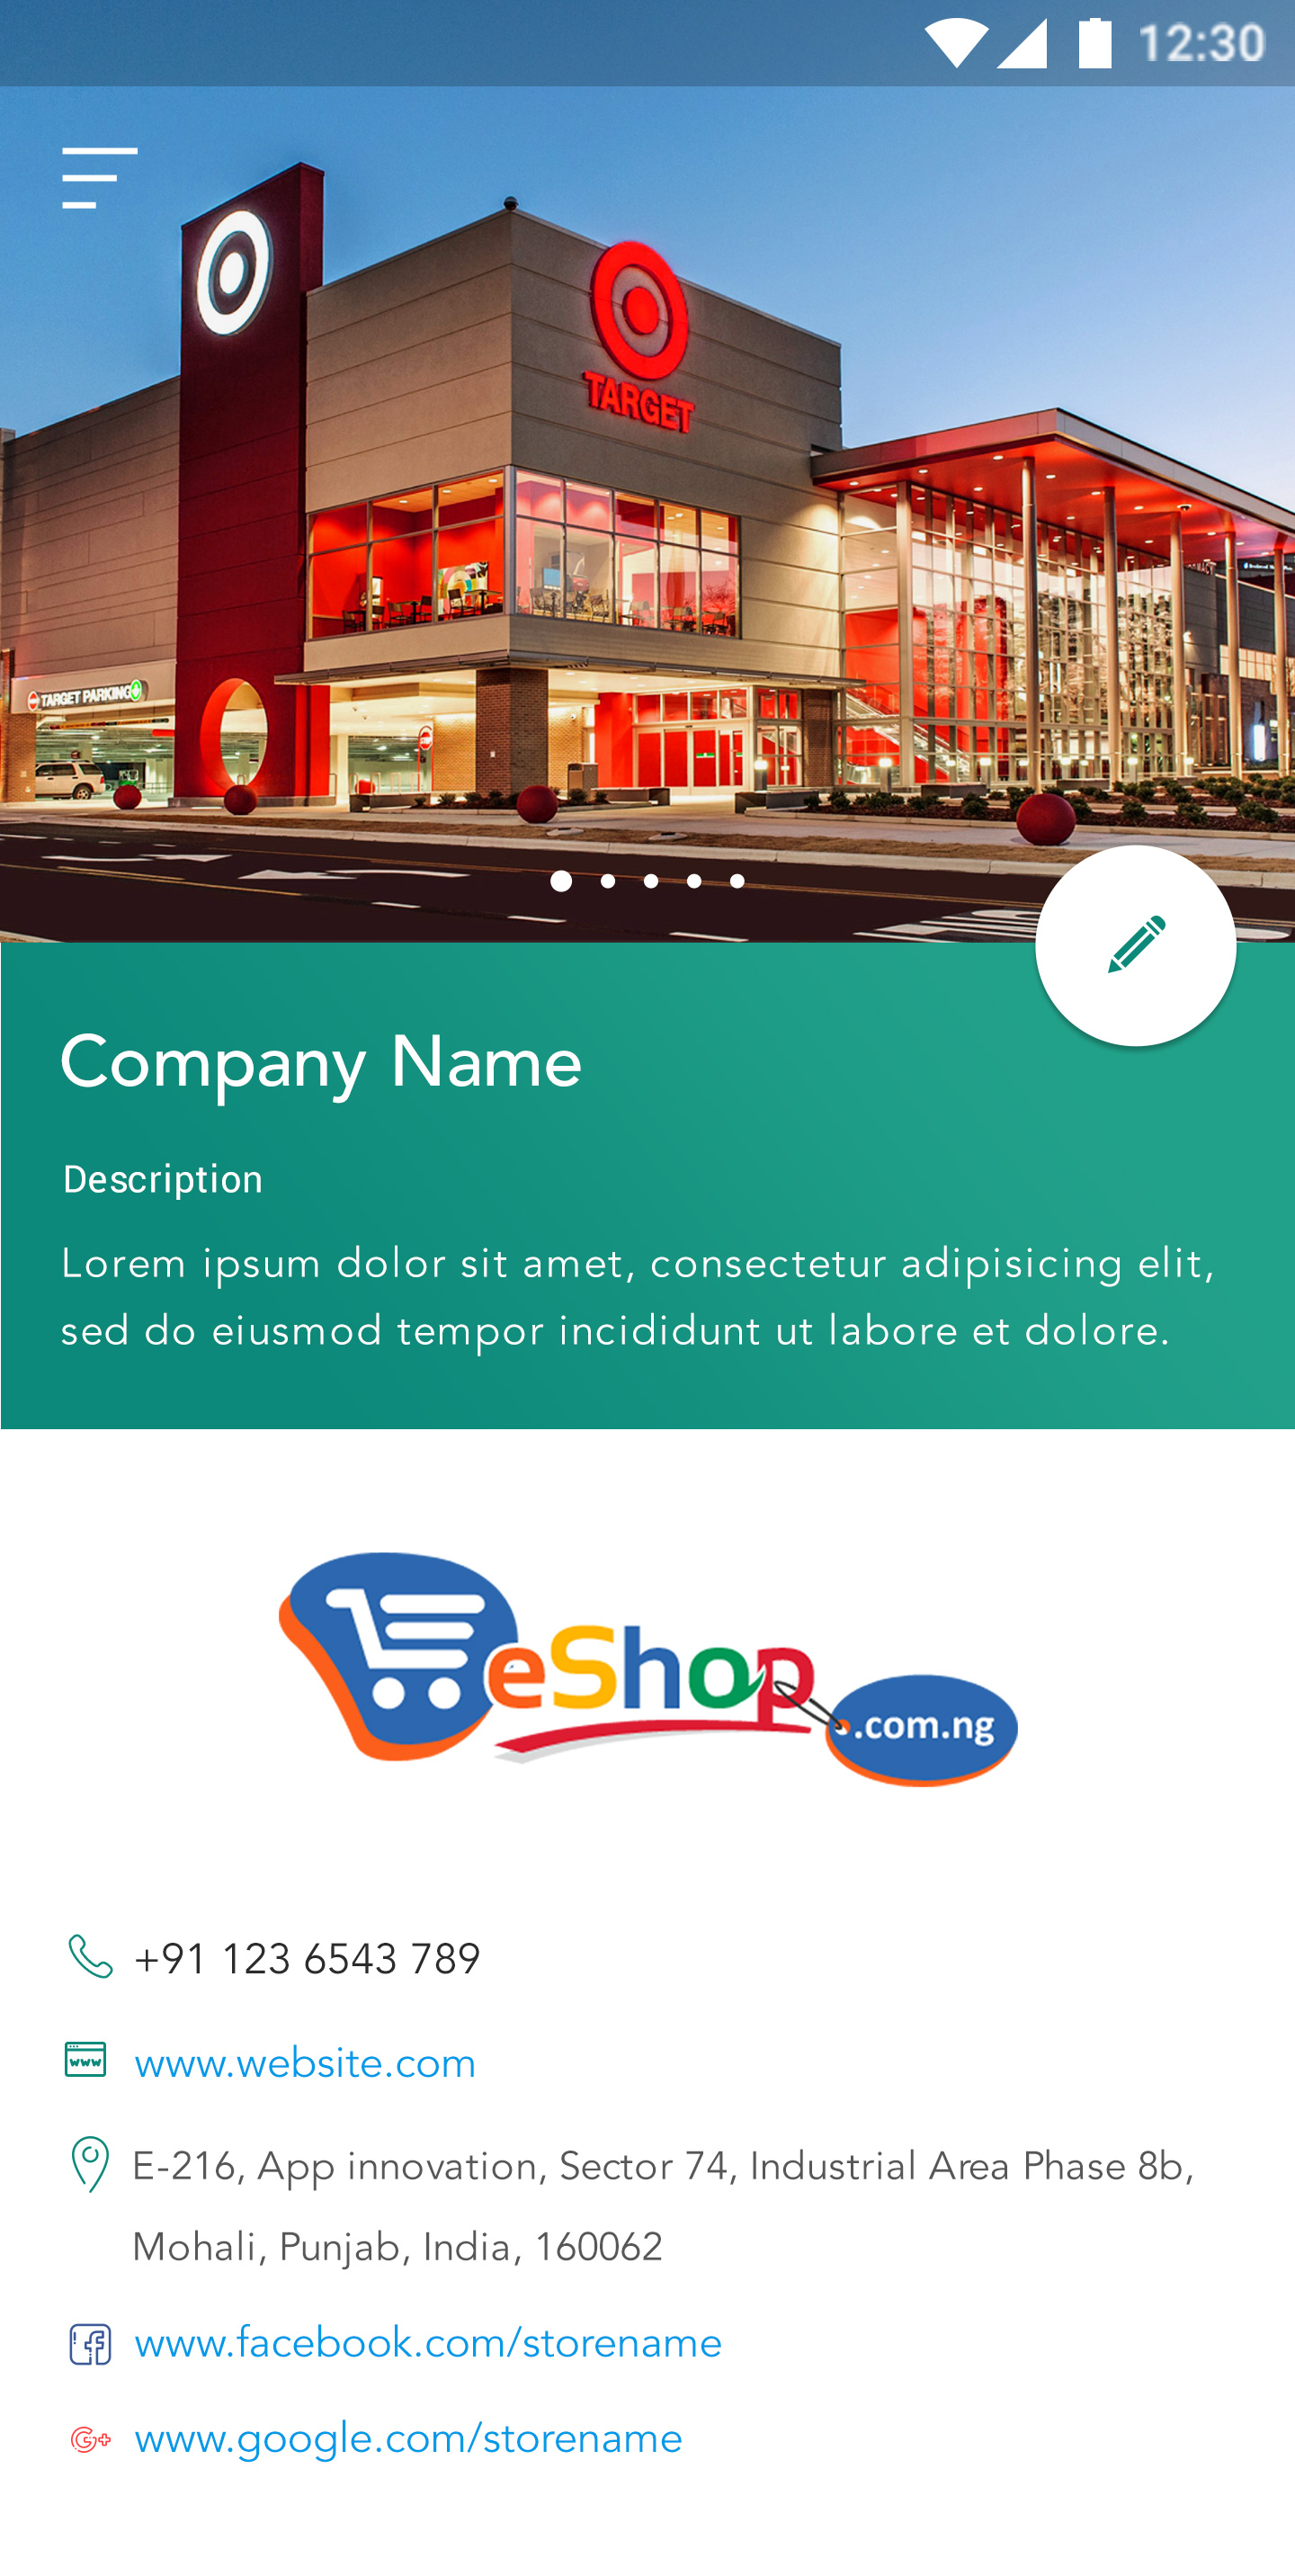 12:30
TARGET
TARGET PARKING
Company Name
Description
Lorem ipsum dolor sit amet, consectetur adipisicing elit,
sed do eiusmod tempor incididunt ut labore et dolore.
eShop
.com.ng
+91 123 6543 789
www
www.website.com
E-216, App innovation, Sector 74, Industrial Area Phase 8b,
Mohali, Punjab, India, 160062
www.facebook.com/storename
G+
www.google.com/storename